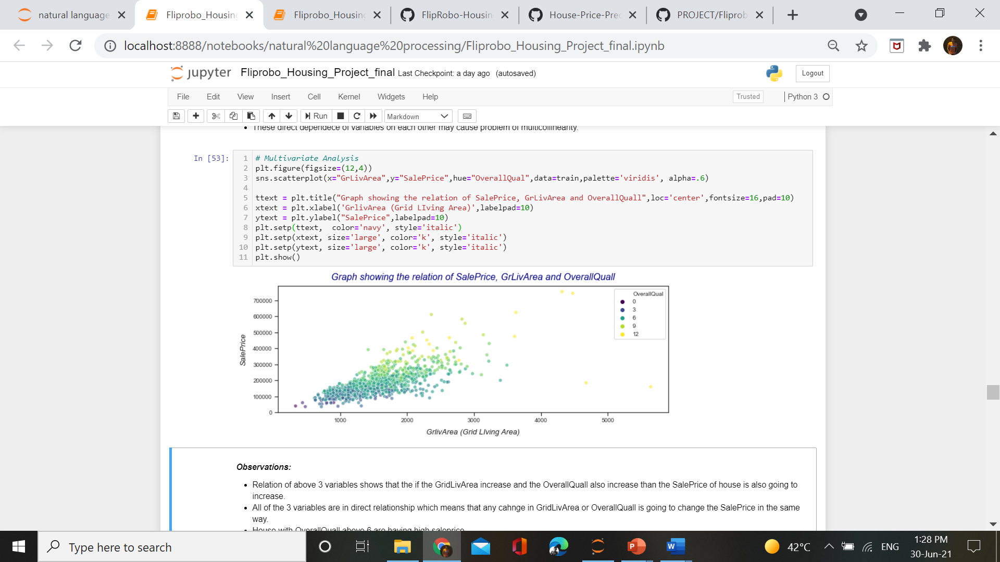 natural language
Fliprobo_Housing
Fliprobo_Housing
FlipRobo-Housin
House-Price-Pre
PROJECT/Fliprob
localhost:8888/notebooks/natural%20language%20processing/Fliprobo_Housing_Project_final.ipynb
jupyter Fliprobo_Housing_Project_final Last Checkpoint: a day ago (autosaved)
Logout
File Edit View Insert Cell Kernel Widgets Help
Trusted
Python 3
Run
Markdown
These direct dependece of variables on each other may cause problem of multicollinearity.
In [53]:
1 # Multivariate Analysis
2 plt.figure(figsize=(12,4))
3 sns.scatterplot(x="GrLivArea",y="SalePrice",hue="OverallQual",data=train,palette='viridis', alpha=.6)
4
5 ttext = plt.title("Graph showing the relation of SalePrice, GrLivArea and OverallQuall",loc='center',fontsize=16,pad=10)
6 xtext = plt.xlabel('GrlivArea (Grid LIving Area)',labelpad=10)
7 ytext = plt.ylabel("SalePrice",labelpad=10)
8 plt.setp(ttext,  color='navy', style='italic')
9 plt.setp(xtext, size='large', color='k', style='italic')
10 plt.setp(ytext, size='large', color='k', style='italic')
11 plt.show()
Graph showing the relation of SalePrice, GrLivArea and OverallQuall
SalePrice
700000
600000
500000
400000
300000
200000
100000
0
OverallQual
0
3
6
9
12
1000 2000 3000 4000 5000
GrlivArea (Grid LIving Area)
Observations:
Relation of above 3 variables shows that the if the GridLivArea increase and the OverallQuall also increase than the SalePrice of house is also going to
increase.
All of the 3 variables are in direct relationship which means that any cahnge in GridLivArea or OverallQuall is going to change the SalePrice in the same
way.
House with OverallQuall above 6 are having high saleprice
Type here to search
42°C
ENG
1:28 PM
30-Jun-21